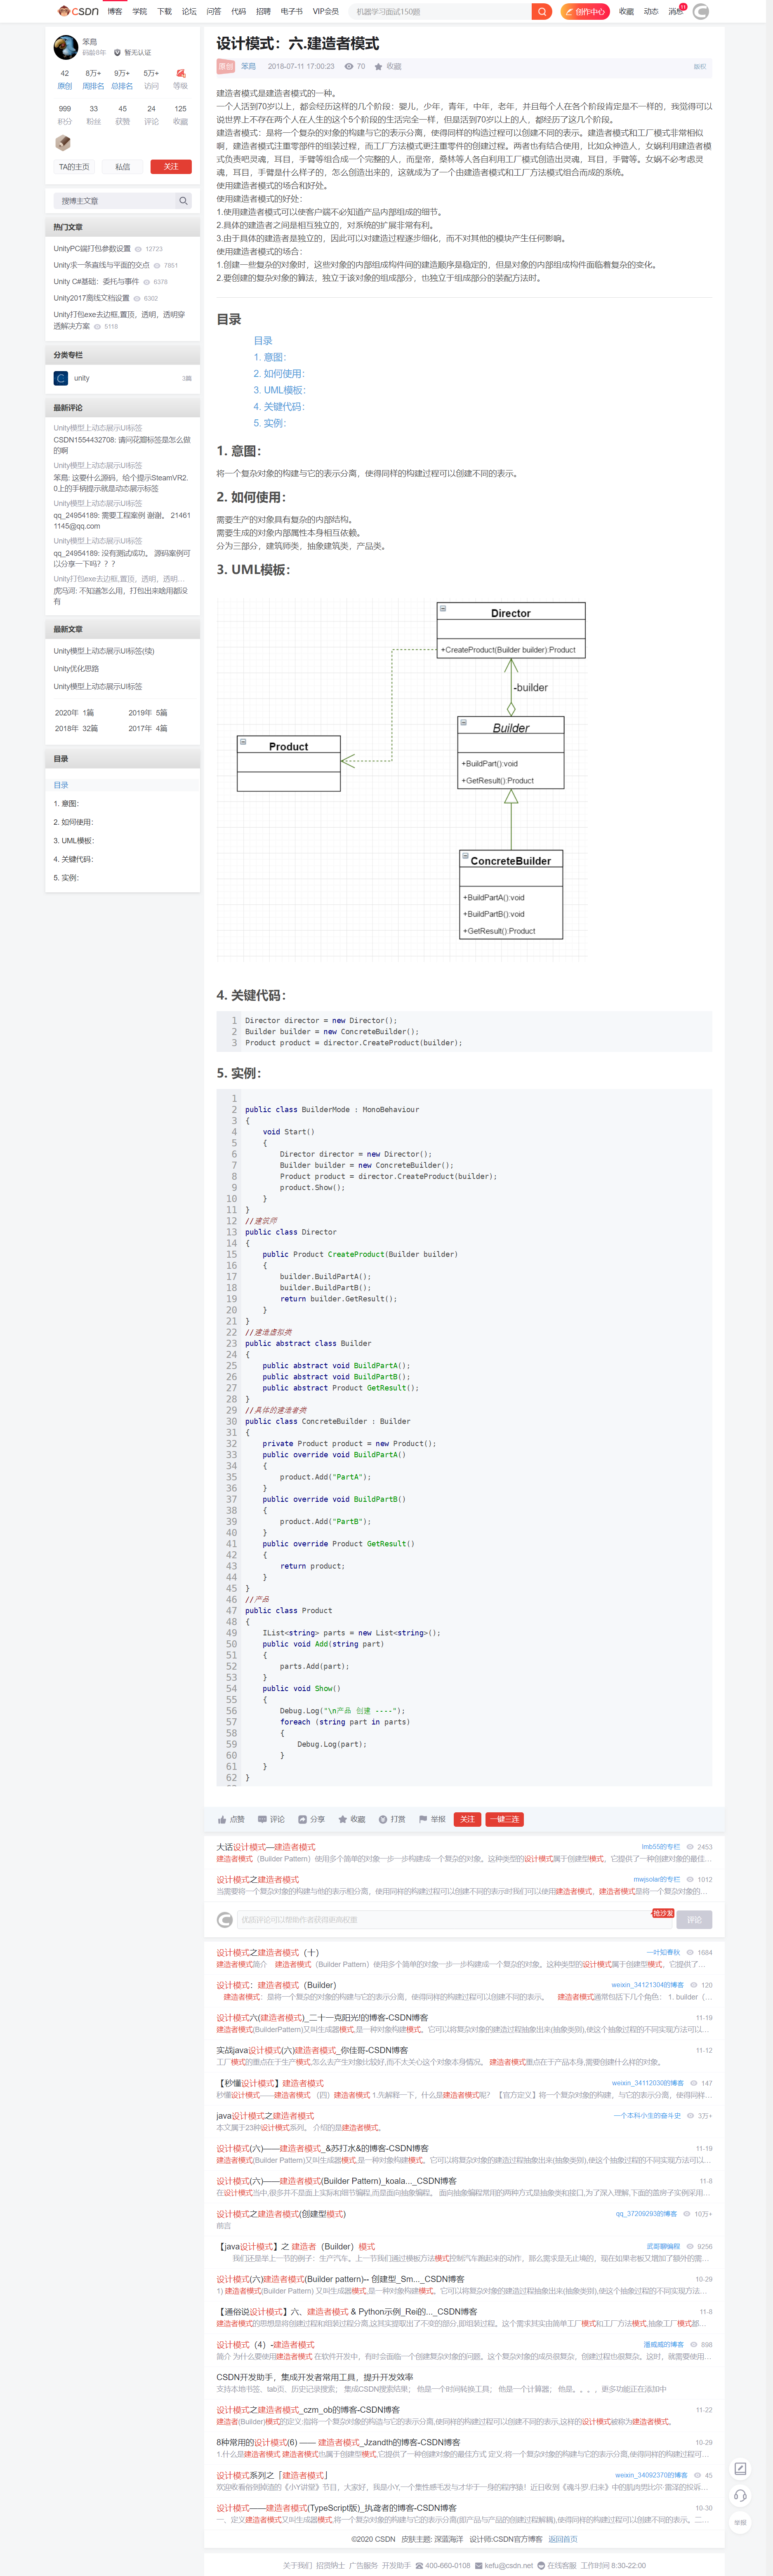 CSDN 博客 学院 下载 论坛 问答 代码 招聘 电子书 VIP会员 机器学习面试150题 创作中心 收藏 动态 消息 11
笨局
码龄8年 暂无认证
42 8万+ 9万+ 5万+
原创 周排名 总排名 访问 等级
999 33 45 24 125
积分 粉丝 获赞 评论 收藏
TA的主页 私信 关注
搜博主文章
热门文章
UnityPC端打包参数设置 12723
Unity求一条直线与平面的交点 7951
Unity C#基础：委托与事件 6378
Unity2017离线文档设置 6302
Unity打包exe去边框,置顶，透明，透明穿
透解决方案 5118
分类专栏
unity 3篇
最新评论
Unity模型上动态展示UI标签
CSDN1554432708: 请问花瓣标签是怎么做
的啊
Unity模型上动态展示UI标签
笨局: 这要什么源码，给个提示SteamVR2.
0上的手柄提示就是动态展示标签
Unity模型上动态展示UI标签
qq_24954189: 需要工程案例 谢谢。 21461
1145@qq.com
Unity模型上动态展示UI标签
qq_24954189: 没有测试成功。 源码案例可
以分享一下吗？？？
Unity打包exe去边框,置顶，透明，透明...
虎马河: 不知道怎么用，打包出来啥用都没
有
最新文章
Unity模型上动态展示UI标签(续)
Unity优化思路
Unity模型上动态展示UI标签
2020年 1篇 2019年 5篇
2018年 32篇 2017年 4篇
目录
目录
1. 意图：
2. 如何使用：
3. UML模板：
4. 关键代码：
5. 实例：
设计模式：六.建造者模式
原创 笨局 2018-07-11 17:00:23 70 收藏 版权
建造者模式是建造者模式的一种。
一个人活到70岁以上，都会经历这样的几个阶段：婴儿，少年，青年，中年，老年，并且每个人在各个阶段肯定是不一样的，我觉得可以
说世界上不存在两个人在人生的这个5个阶段的生活完全一样，但是活到70岁以上的人，都经历了这几个阶段。
建造者模式：是将一个复杂的对象的构建与它的表示分离，使得同样的构造过程可以创建不同的表示。建造者模式和工厂模式非常相似
啊，建造者模式注重零部件的组装过程，而工厂方法模式更注重零件的创建过程。两者也有结合使用，比如众神造人，女娲利用建造者模
式负责吧灵魂，耳目，手臂等组合成一个完整的人，而皇帝，桑林等人各自利用工厂模式创造出灵魂，耳目，手臂等。女娲不必考虑灵
魂，耳目，手臂是什么样子的，怎么创造出来的，这就成为了一个由建造者模式和工厂方法模式组合而成的系统。
使用建造者模式的场合和好处。
使用建造者模式的好处：
1.使用建造者模式可以使客户端不必知道产品内部组成的细节。
2.具体的建造者之间是相互独立的，对系统的扩展非常有利。
3.由于具体的建造者是独立的，因此可以对建造过程逐步细化，而不对其他的模块产生任何影响。
使用建造者模式的场合：
1.创建一些复杂的对象时，这些对象的内部组成构件间的建造顺序是稳定的，但是对象的内部组成构件面临着复杂的变化。
2.要创建的复杂对象的算法，独立于该对象的组成部分，也独立于组成部分的装配方法时。
目录
目录
1. 意图：
2. 如何使用：
3. UML模板：
4. 关键代码：
5. 实例：
1. 意图：
将一个复杂对象的构建与它的表示分离，使得同样的构建过程可以创建不同的表示。
2. 如何使用：
需要生产的对象具有复杂的内部结构。
需要生成的对象内部属性本身相互依赖。
分为三部分，建筑师类，抽象建筑类，产品类。
3. UML模板：
Director
+CreateProduct(Builder builder):Product
-builder
Product
Builder
+BuildPart():void
+GetResult():Product
ConcreteBuilder
+BuildPartA():void
+BuildPartB():void
+GetResult():Product
4. 关键代码：
1 Director director = new Director();
2 Builder builder = new ConcreteBuilder();
3 Product product = director.CreateProduct(builder);
5. 实例：
1
2 public class BuilderMode : MonoBehaviour
3 {
4 void Start()
5 {
6 Director director = new Director();
7 Builder builder = new ConcreteBuilder();
8 Product product = director.CreateProduct(builder);
9 product.Show();
10 }
11 }
12 //建筑师
13 public class Director
14 {
15 public Product CreateProduct(Builder builder)
16 {
17 builder.BuildPartA();
18 builder.BuildPartB();
19 return builder.GetResult();
20 }
21 }
22 //建造虚拟类
23 public abstract class Builder
24 {
25 public abstract void BuildPartA();
26 public abstract void BuildPartB();
27 public abstract Product GetResult();
28 }
29 //具体的建造者类
30 public class ConcreteBuilder : Builder
31 {
32 private Product product = new Product();
33 public override void BuildPartA()
34 {
35 product.Add("PartA");
36 }
37 public override void BuildPartB()
38 {
39 product.Add("PartB");
40 }
41 public override Product GetResult()
42 {
43 return product;
44 }
45 }
46 //产品
47 public class Product
48 {
49 IList<string> parts = new List<string>();
50 public void Add(string part)
51 {
52 parts.Add(part);
53 }
54 public void Show()
55 {
56 Debug.Log("\n产品 创建 ----");
57 foreach (string part in parts)
58 {
59 Debug.Log(part);
60 }
61 }
62 }
点赞 评论 分享 收藏 打赏 举报 关注 一键三连
大话设计模式—建造者模式 lmb55的专栏 2453
建造者模式（Builder Pattern）使用多个简单的对象一步一步构建成一个复杂的对象。这种类型的设计模式属于创建型模式，它提供了一种创建对象的最佳...
设计模式之建造者模式 mwjsolar的专栏 1012
当需要将一个复杂对象的构建与他的表示相分离，使用同样的构建过程可以创建不同的表示时我们可以使用建造者模式，建造者模式是将一个复杂对象的...
优质评论可以帮助作者获得更高权重 抢沙发 评论
设计模式之建造者模式（十） 一叶知春秋 1684
建造者模式简介 建造者模式（Builder Pattern）使用多个简单的对象一步一步构建成一个复杂的对象。这种类型的设计模式属于创建型模式，它提供了...
设计模式：建造者模式（Builder） weixin_34121304的博客 120
建造者模式：是将一个复杂的对象的构建与它的表示分离，使得同样的构建过程可以创建不同的表示。 建造者模式通常包括下几个角色： 1. builder（...
设计模式六(建造者模式)_二十一克阳光!的博客-CSDN博客 11-19
建造者模式(BuilderPattern)又叫生成器模式,是一种对象构建模式。它可以将复杂对象的建造过程抽象出来(抽象类别),使这个抽象过程的不同实现方法可以...
实战java设计模式(六)建造者模式_你佳哥-CSDN博客 11-12
工厂模式的重点在于生产模式,怎么去产生对象比较好,而不太关心这个对象本身情况。 建造者模式重点在于产品本身,需要创建什么样的对象。
【秒懂设计模式】建造者模式 weixin_34112030的博客 147
秒懂设计模式——建造者模式 （四）建造者模式 1.先解释一下，什么是建造者模式呢？ 【官方定义】将一个复杂对象的构建，与它的表示分离，使得同样...
java设计模式之建造者模式 一个本科小生的奋斗史 3万+
本文属于23种设计模式系列。 介绍的是建造者模式。
设计模式(六)——建造者模式_&苏打水&的博客-CSDN博客 11-19
建造者模式(Builder Pattern)又叫生成器模式,是一种对象构建模式。它可以将复杂对象的建造过程抽象出来(抽象类别),使这个抽象过程的不同实现方法可以...
设计模式(六)——建造者模式(Builder Pattern)_koala..._CSDN博客 11-8
在设计模式当中,很多并不是面上实际和细节编程,而是面向抽象编程。 面向抽象编程常用的两种方式是抽象类和接口,为了深入理解,下面的盖房子实例采用...
设计模式之建造者模式(创建型模式) qq_37209293的博客 10万+
前言
【java设计模式】之 建造者（Builder）模式 武哥聊编程 9256
我们还是举上一节的例子：生产汽车。上一节我们通过模板方法模式控制汽车跑起来的动作，那么需求是无止境的，现在如果老板又增加了额外的需...
设计模式(六)建造者模式(Builder pattern)-- 创建型_Sm..._CSDN博客 10-29
1) 建造者模式(Builder Pattern) 又叫生成器模式,是一种对象构建模式。它可以将复杂对象的建造过程抽象出来(抽象类别),使这个抽象过程的不同实现方法...
【通俗说设计模式】六、建造者模式 & Python示例_Rei的..._CSDN博客 11-8
建造者模式的思想是将创建过程和组装过程分离,这其实提取出了不变的部分,即组装过程。这个需求其实由简单工厂模式和工厂方法模式,抽象工厂模式都...
设计模式（4）-建造者模式 潘威威的博客 898
简介 为什么要使用建造者模式 在软件开发中，有时会面临一个创建复杂对象的问题。这个复杂对象的成员很复杂，创建过程也很复杂。这时，就需要使用...
CSDN开发助手，集成开发者常用工具，提升开发效率
支持本地书签、tab页、历史记录搜索； 集成CSDN搜索结果； 他是一个时间转换工具； 他是一个计算器； 他是。。。，更多功能正在添加中
设计模式之建造者模式_czm_ob的博客-CSDN博客 11-22
建造者(Builder)模式的定义:指将一个复杂对象的构造与它的表示分离,使同样的构建过程可以创建不同的表示,这样的设计模式被称为建造者模式。
8种常用的设计模式(6) —— 建造者模式_Jzandth的博客-CSDN博客 10-29
1.什么是建造者模式 建造者模式也属于创建型模式,它提供了一种创建对象的最佳方式 定义:将一个复杂对象的构建与它的表示分离,使得同样的构建过程可...
设计模式系列之「建造者模式」 weixin_34092370的博客 45
设计模式——建造者模式(TypeScript版)_执鸢者的博客-CSDN博客 10-30
一、定义建造者模式又叫生成器模式,将一个复杂对象的构建与它的表示分离,使得同样的构建过程可以创建不同的表示。二...
©2020 CSDN 皮肤主题: 深蓝海洋 设计师:CSDN官方博客 返回首页
关于我们 招贤纳士 广告服务 开发助手 400-660-0108 kefu@csdn.net 在线客服 工作时间 8:30-22:00
举报